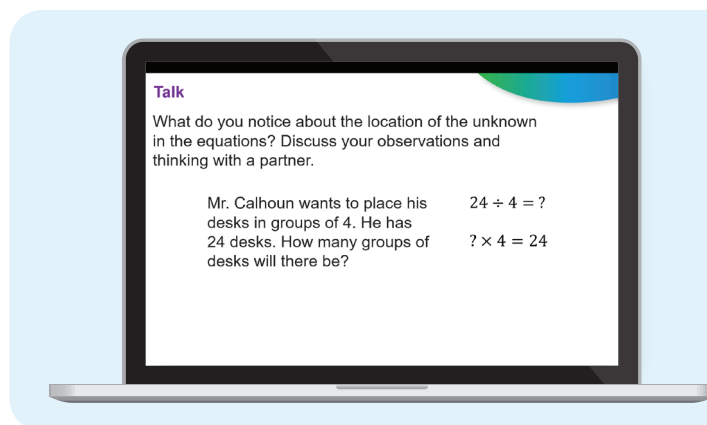 Talk
What do you notice about the location of the unknown
in the equations? Discuss your observations and
thinking with a partner.
Mr. Calhoun wants to place his
desks in groups of 4. He has
24 desks. How many groups of
desks will there be?
24 ÷ 4 = ?
? × 4 = 24